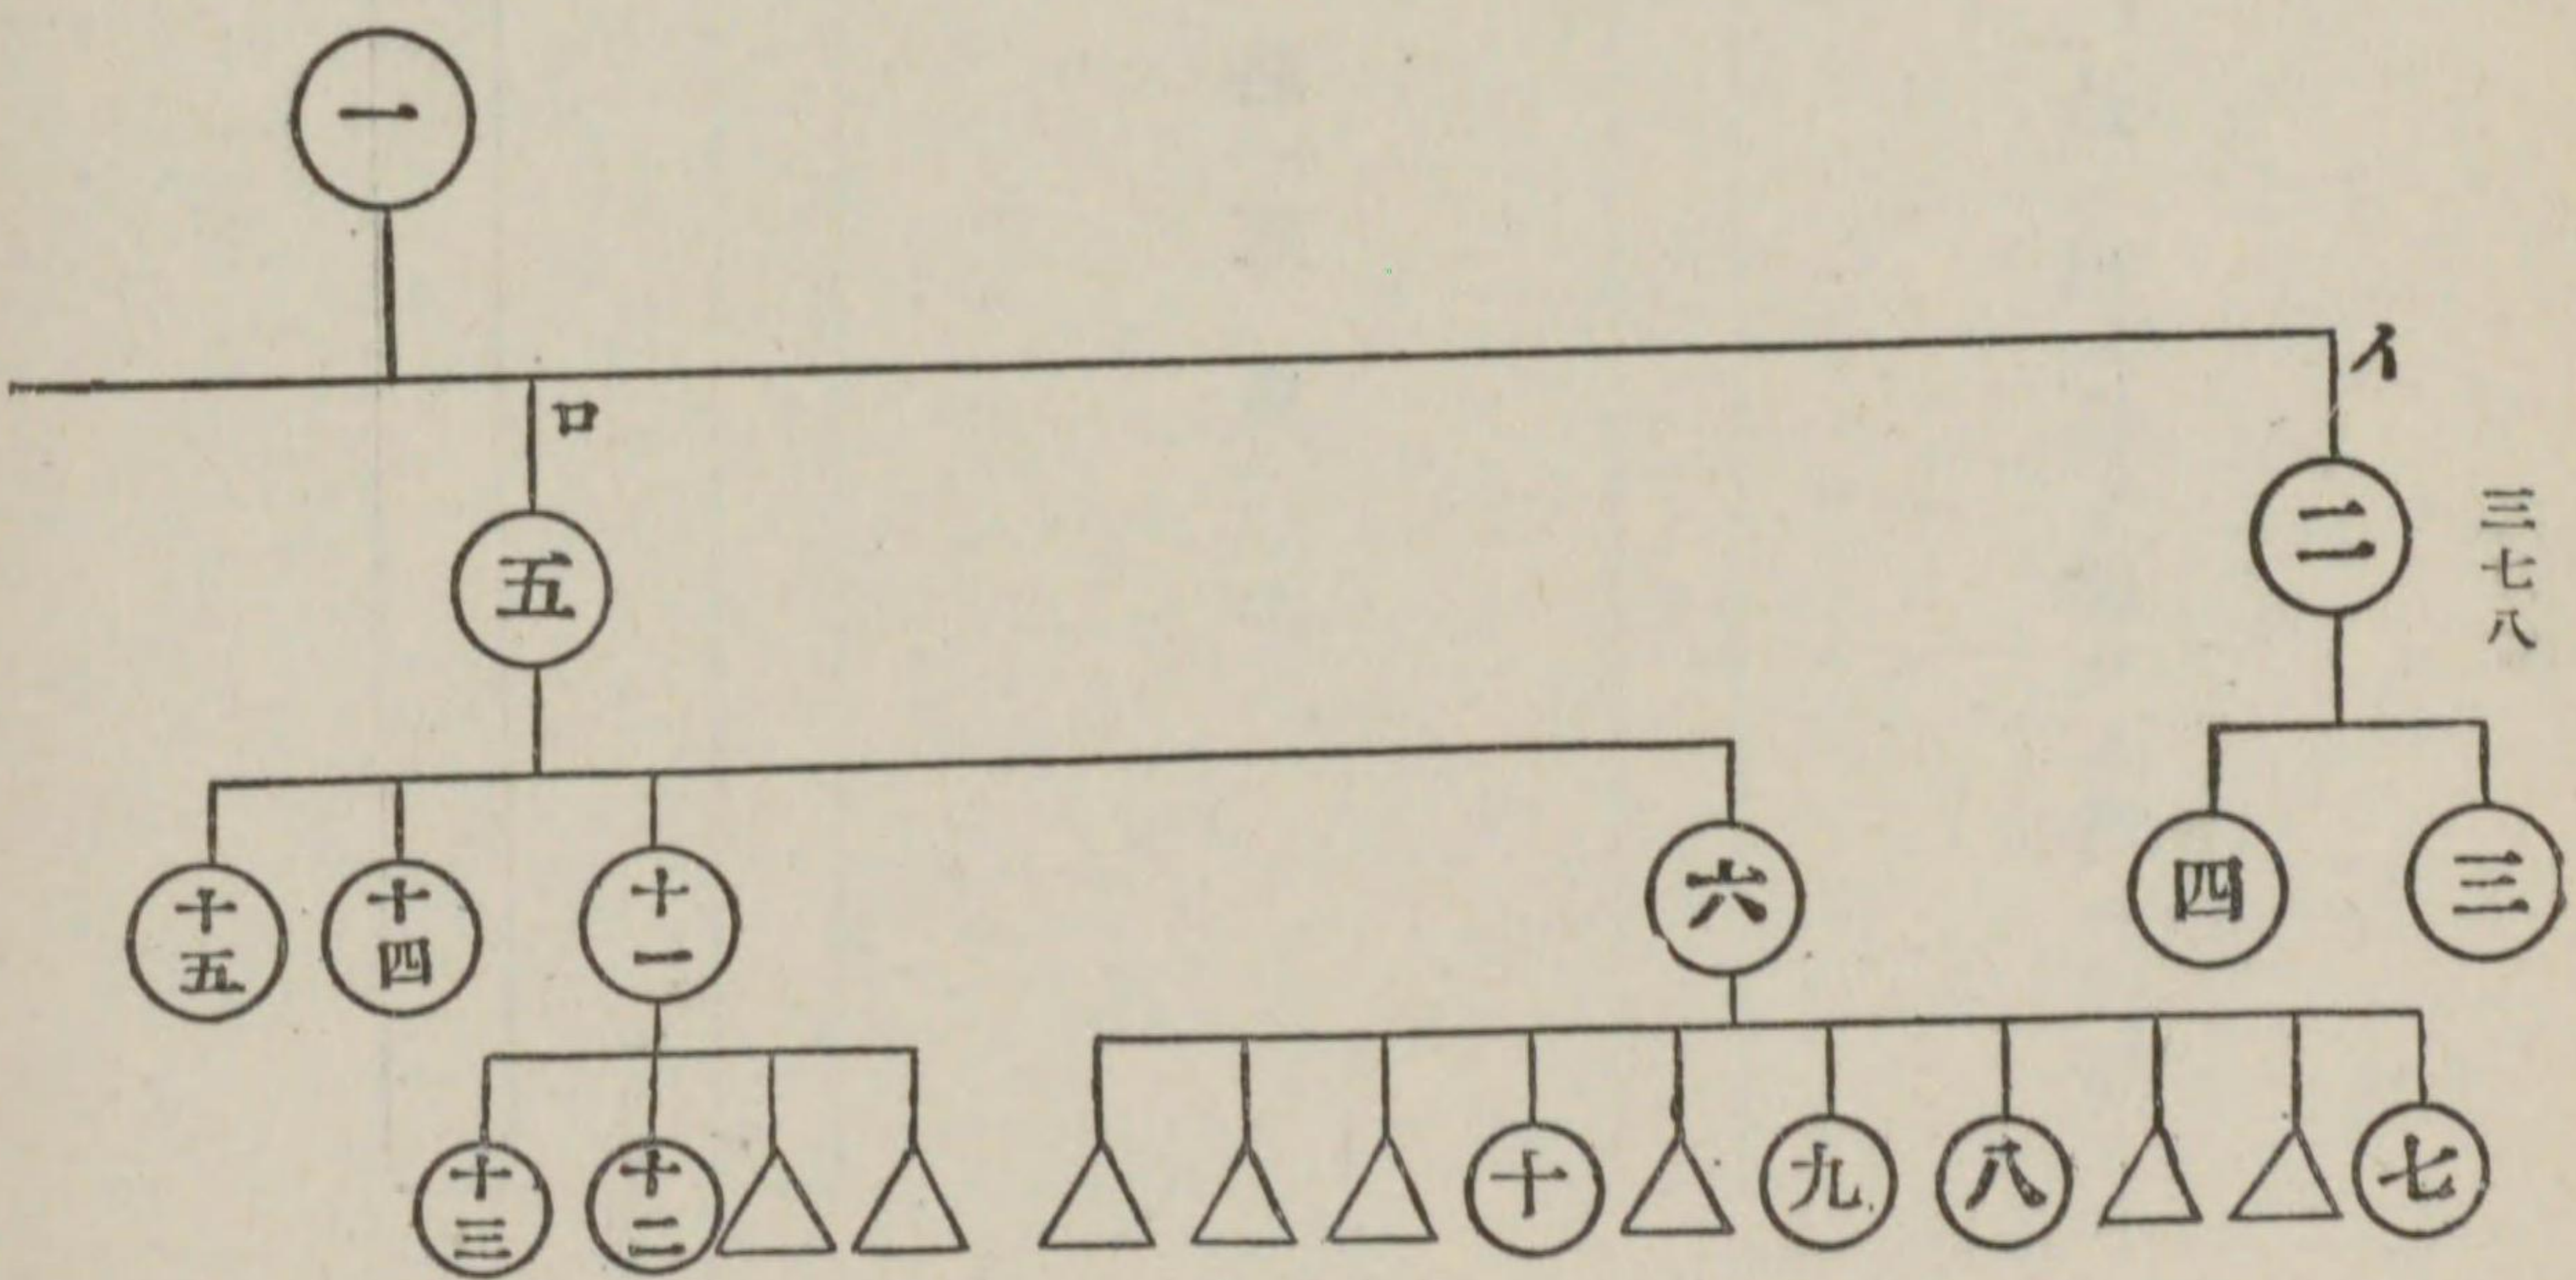 三七八
一
イ
ロ
二
三
四
五
六
七
八
九
十
十一
十二
十三
十四
十五